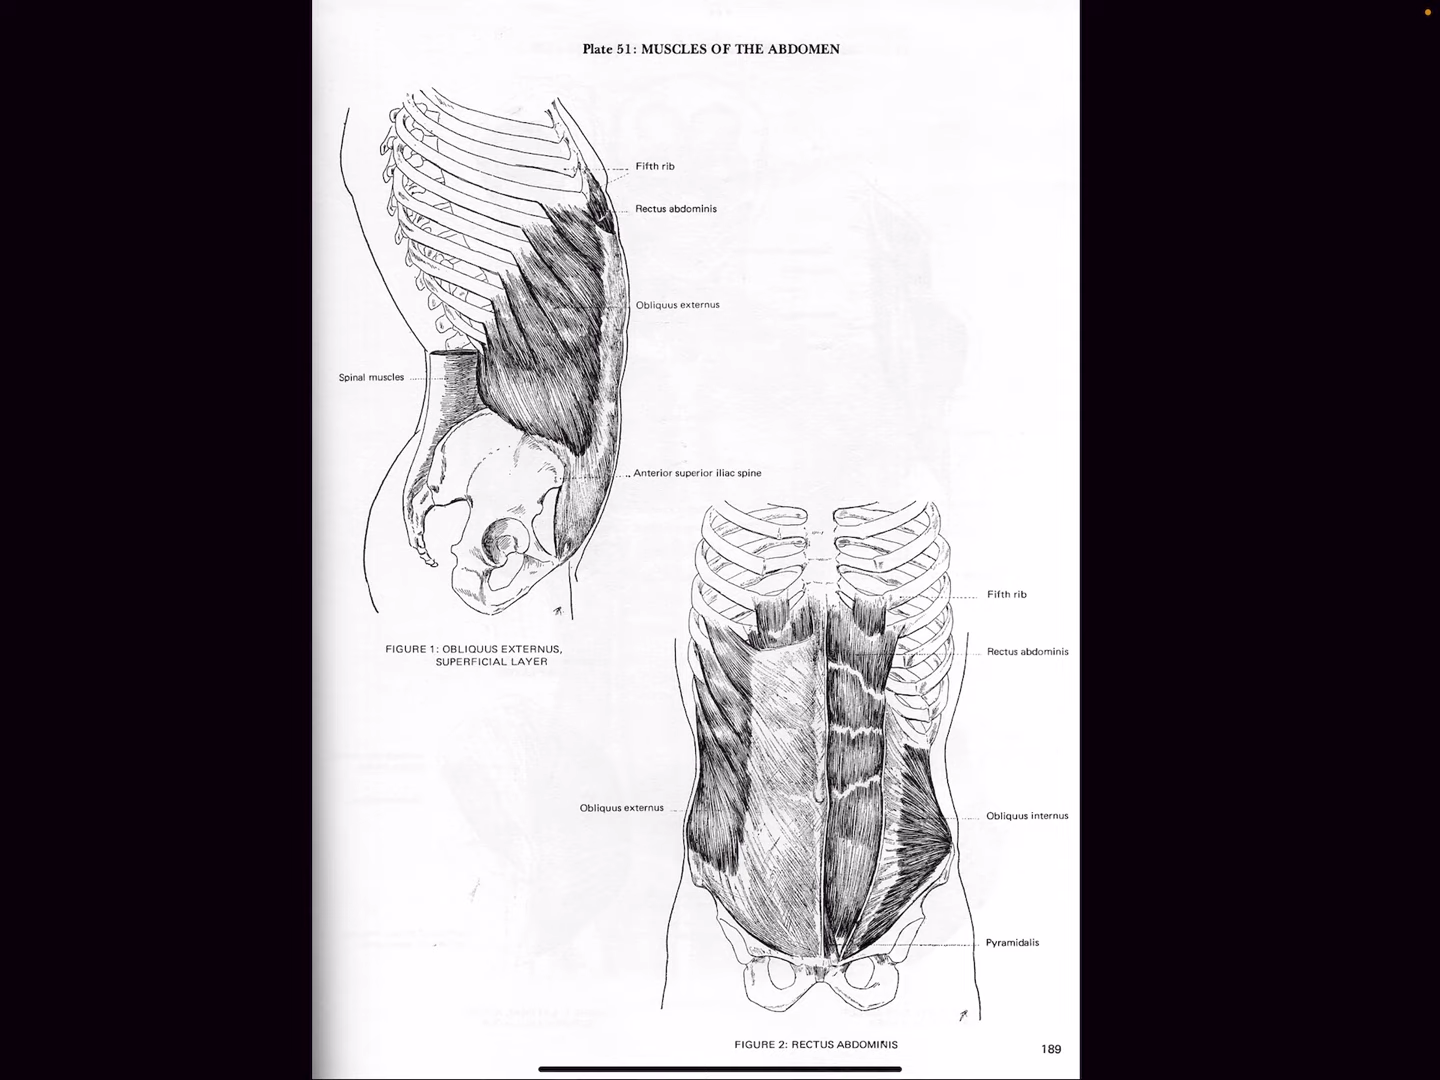 Plate 51: MUSCLES OF THE ABDOMEN
Fifth rib
Rectus abdominis
Obliquus externus
Spinal muscles
Anterior superior iliac spine
FIGURE 1: OBLIQUUS EXTERNUS,
SUPERFICIAL LAYER
Fifth rib
Rectus abdominis
Obliquus externus
Obliquus internus
Pyramidalis
FIGURE 2: RECTUS ABDOMINIS
189